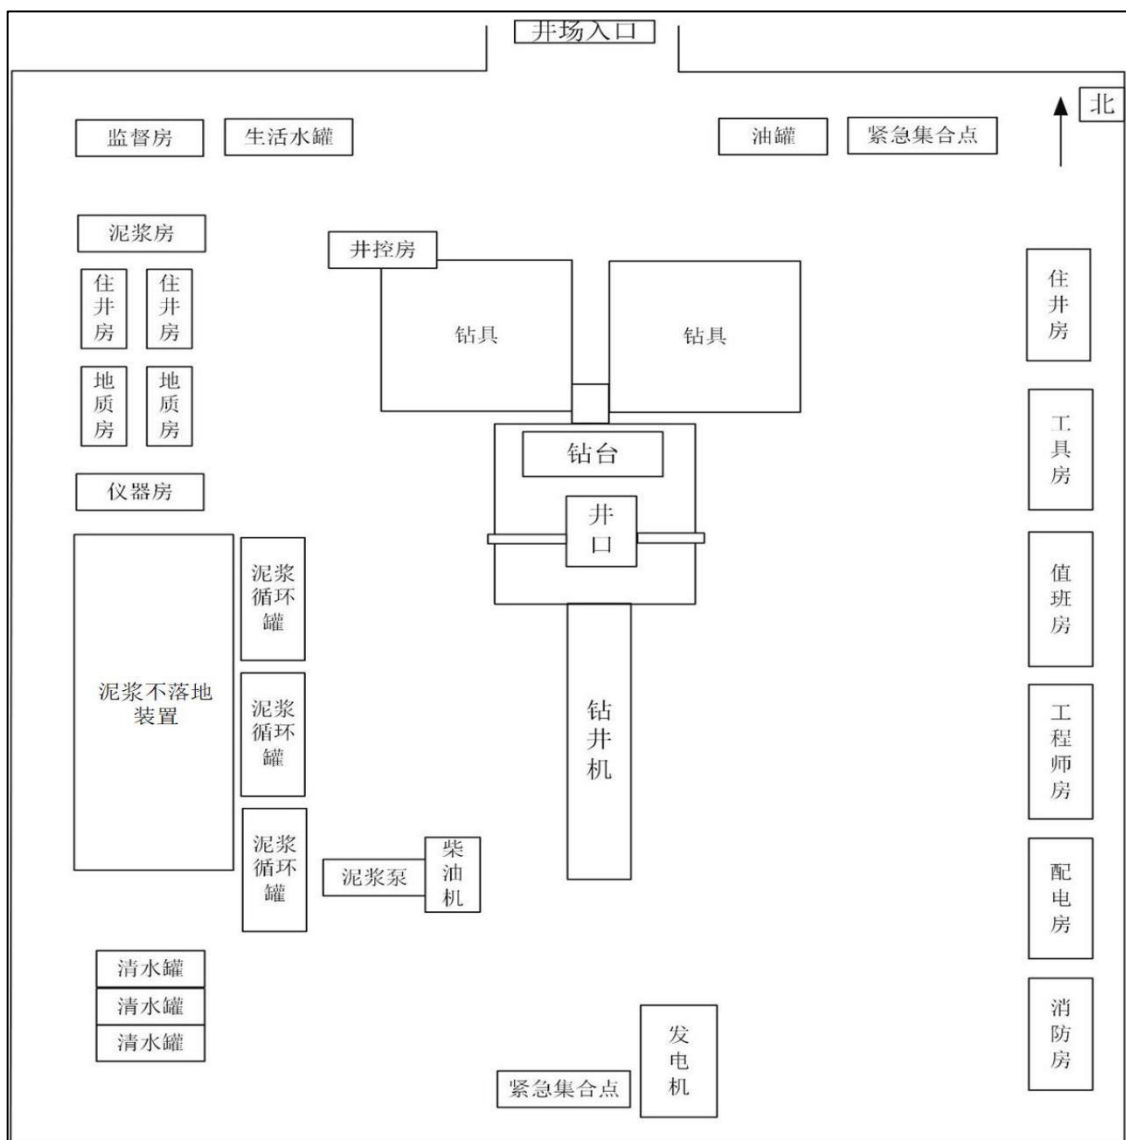 井场入口
北
监督房
生活水罐
油罐
紧急集合点
泥浆房
井控房
住井房
住井房
钻具
钻具
住井房
地质房
地质房
工具房
钻台
仪器房
井口
值班房
泥浆
循环
罐
泥浆不落地
装置
泥浆
循环
罐
钻井机
工程师房
泥浆
循环
罐
泥浆泵
柴油机
配电房
清水罐
清水罐
清水罐
发电机
消防房
紧急集合点